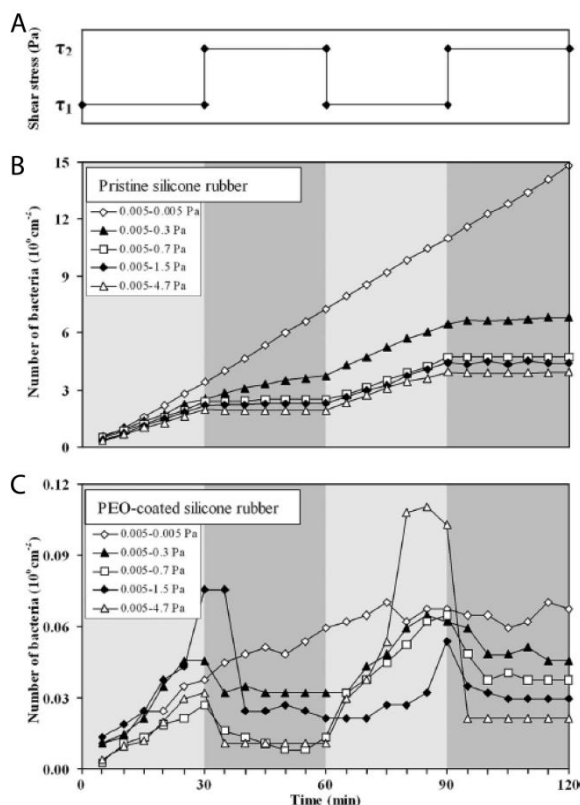 A
Shear stress (Pa)
τ2
τ1
B
Pristine silicone rubber
0.005-0.005 Pa
0.005-0.3 Pa
0.005-0.7 Pa
0.005-1.5 Pa
0.005-4.7 Pa
Number of bacteria (10⁶ cm⁻²)
15
12
9
6
3
0
C
PEO-coated silicone rubber
0.005-0.005 Pa
0.005-0.3 Pa
0.005-0.7 Pa
0.005-1.5 Pa
0.005-4.7 Pa
Number of bacteria (10⁶ cm⁻²)
0.12
0.09
0.06
0.03
0.00
0 30 60 90 120
Time (min)